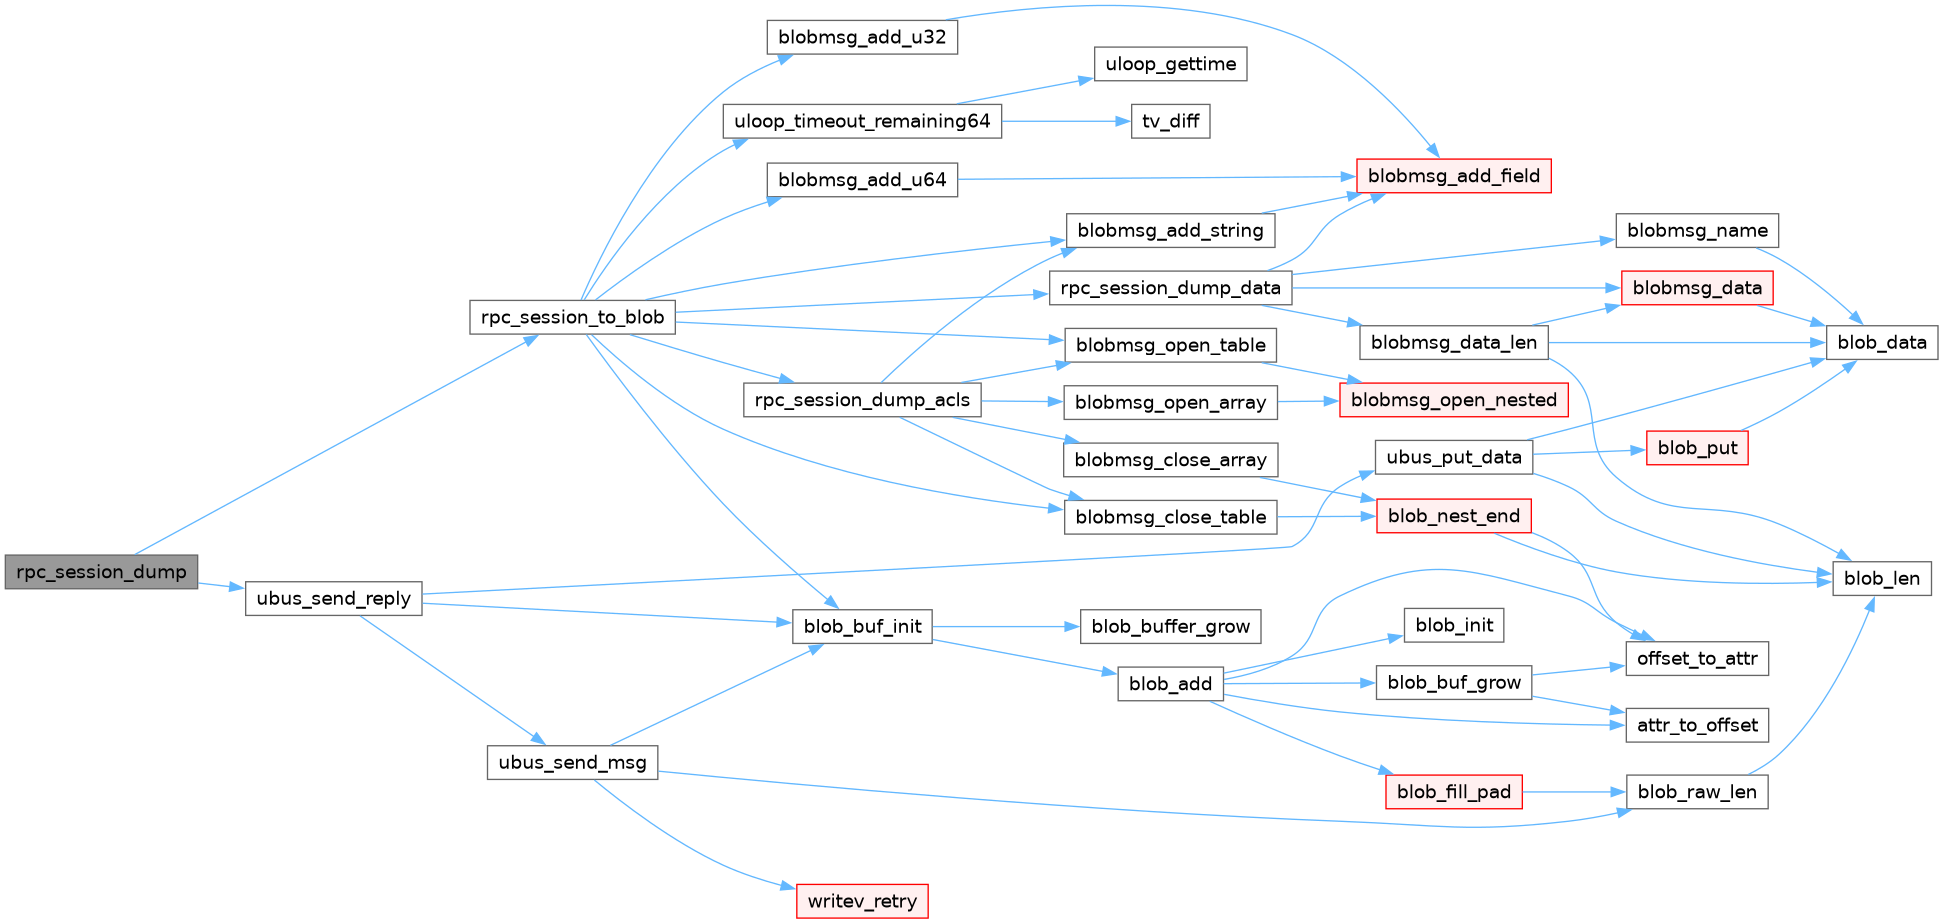 blobmsg_add_u32
uloop_gettime
uloop_timeout_remaining64
tv_diff
blobmsg_add_u64
blobmsg_add_field
blobmsg_add_string
blobmsg_name
rpc_session_dump_data
blobmsg_data
rpc_session_to_blob
blobmsg_open_table
blobmsg_data_len
blob_data
rpc_session_dump_acls
blobmsg_open_array
blobmsg_open_nested
blobmsg_close_array
ubus_put_data
blob_put
blobmsg_close_table
blob_nest_end
rpc_session_dump
blob_len
ubus_send_reply
blob_buf_init
blob_buffer_grow
blob_init
offset_to_attr
blob_add
blob_buf_grow
attr_to_offset
ubus_send_msg
blob_fill_pad
blob_raw_len
writev_retry